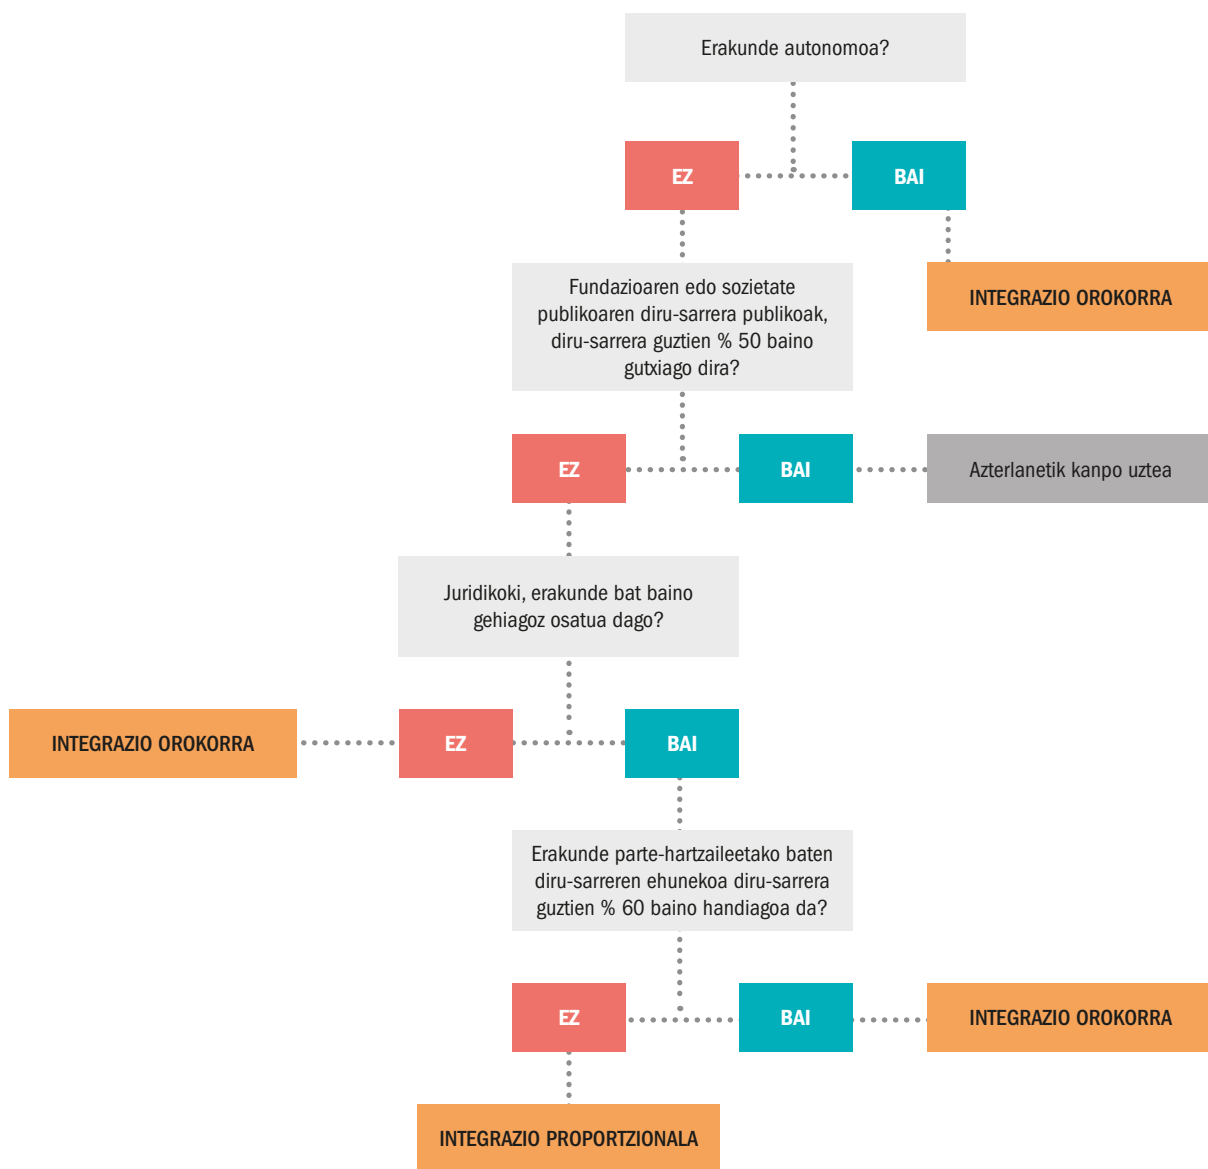 Erakunde autonomoa?
EZ
BAI
INTEGRAZIO OROKORRA
Fundazioaren edo sozietate
publikoaren diru-sarrera publikoak,
diru-sarrera guztien % 50 baino
gutxiago dira?
EZ
BAI
Azterlanetik kanpo uztea
Juridikoki, erakunde bat baino
gehiagoz osatua dago?
INTEGRAZIO OROKORRA
EZ
BAI
Erakunde parte-hartzaileetako baten
diru-sarreren ehunekoa diru-sarrera
guztien % 60 baino handiagoa da?
EZ
BAI
INTEGRAZIO OROKORRA
INTEGRAZIO PROPORTZIONALA